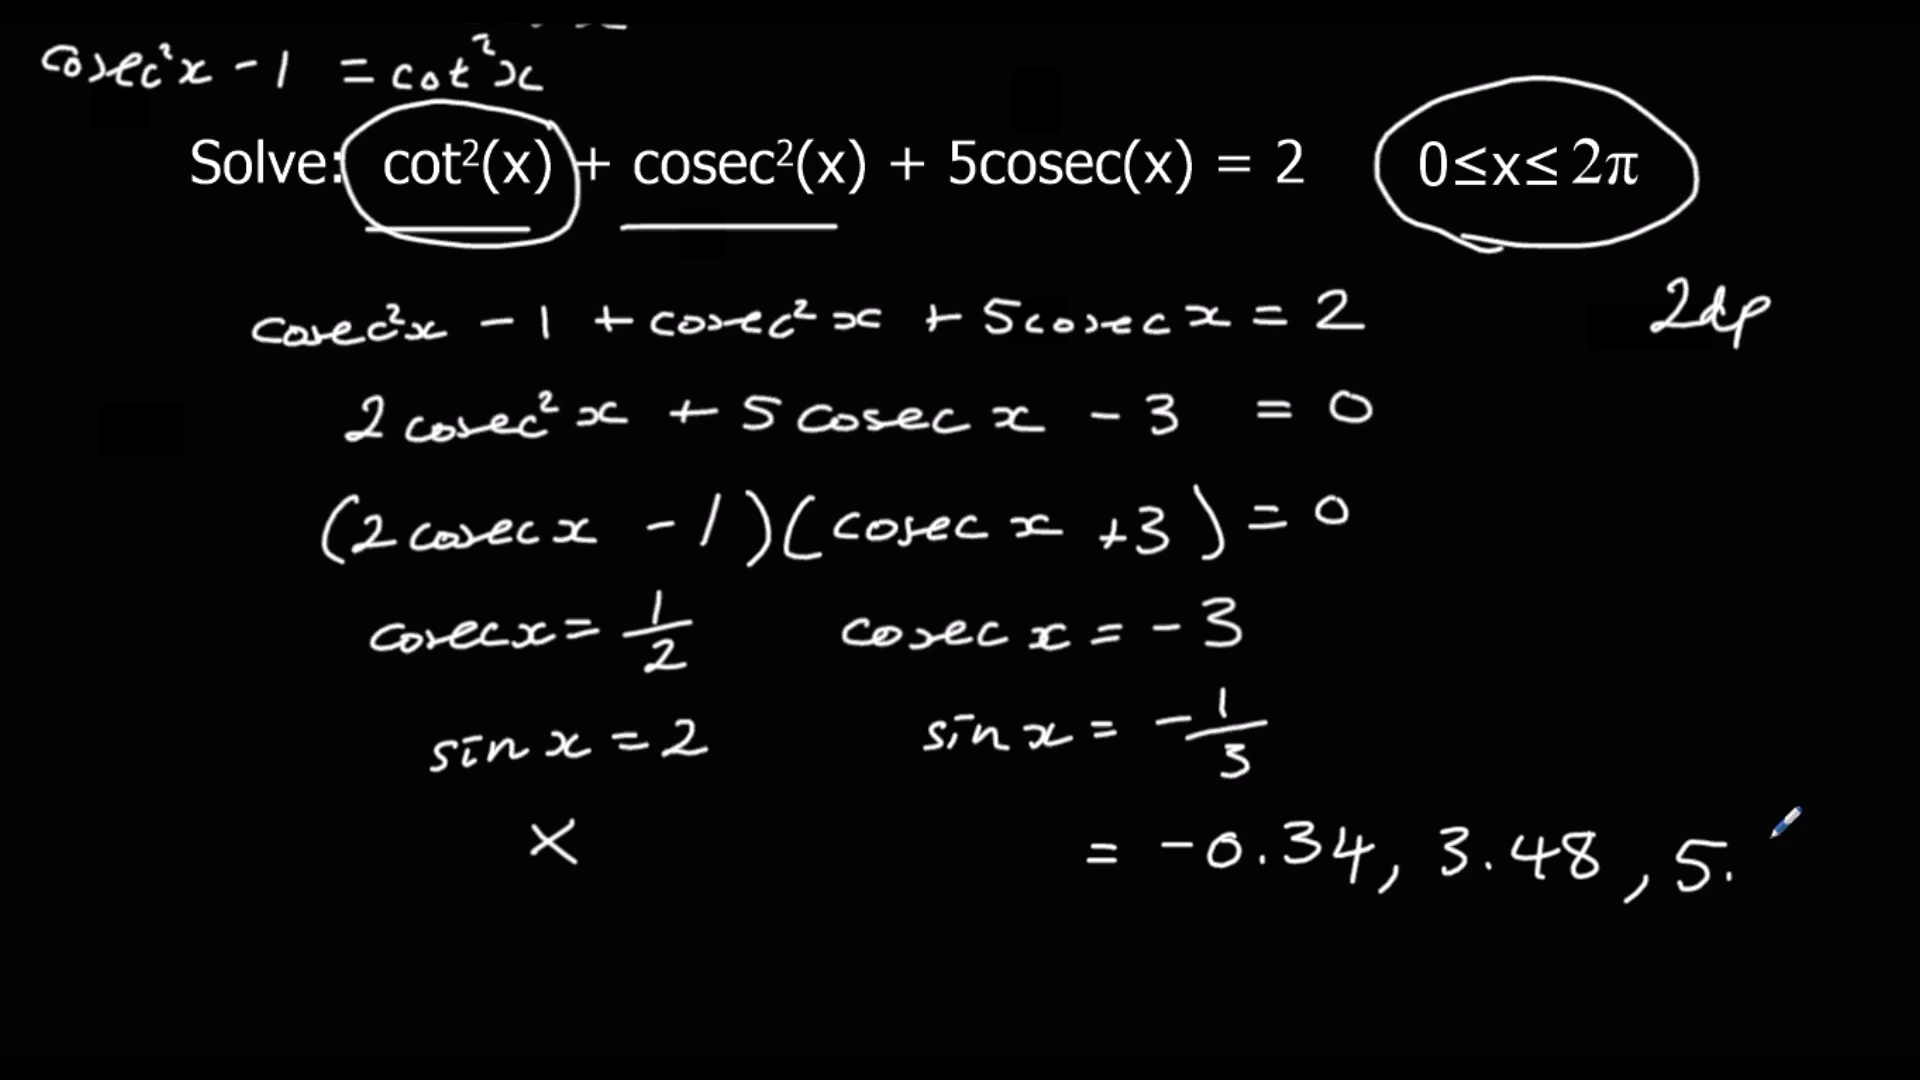 cosec²x - 1 = cot²x
Solve: cot²(x) + cosec²(x) + 5cosec(x) = 2 0≤x≤ 2π
cosec²x - 1 + cosec²x + 5cosecx = 2 2dp
2cosec²x + 5cosecx - 3 = 0
(2cosecx - 1)(cosecx + 3) = 0
cosecx = 1/2 cosecx = -3
sinx = 2 sinx = -1/3
x = -0.34, 3.48, 5.